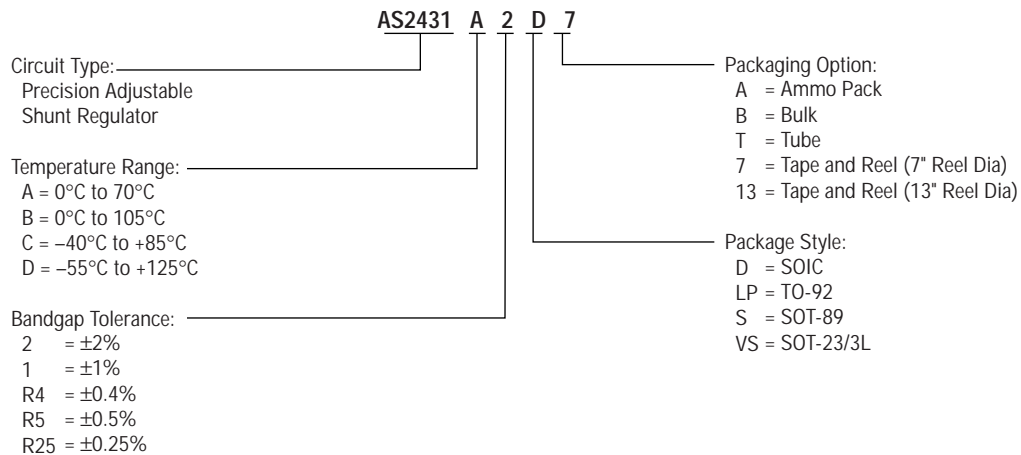 AS2431 A 2 D 7
Circuit Type:
Precision Adjustable
Shunt Regulator
Temperature Range:
A = 0°C to 70°C
B = 0°C to 105°C
C = –40°C to +85°C
D = –55°C to +125°C
Bandgap Tolerance:
2 = ±2%
1 = ±1%
R4 = ±0.4%
R5 = ±0.5%
R25 = ±0.25%
Packaging Option:
A = Ammo Pack
B = Bulk
T = Tube
7 = Tape and Reel (7" Reel Dia)
13 = Tape and Reel (13" Reel Dia)
Package Style:
D = SOIC
LP = TO-92
S = SOT-89
VS = SOT-23/3L